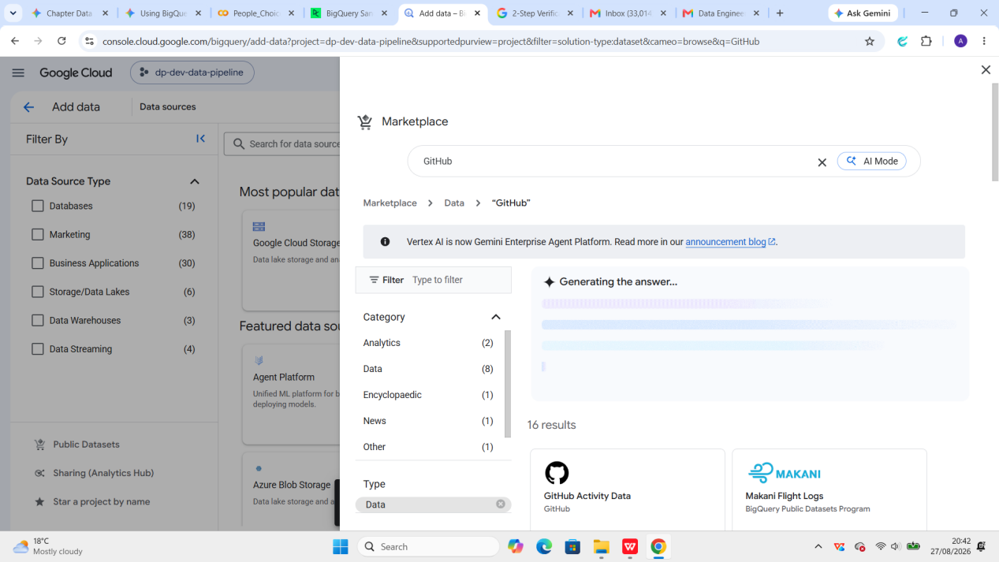 Chapter Data
Using BigQue
People_Choic
BigQuery San
Add data – Bi
2-Step Verific
Inbox (33,014
Data Enginee
Ask Gemini
console.cloud.google.com/bigquery/add-data?project=dp-dev-data-pipeline&supportedpurview=project&filter=solution-type:dataset&cameo=browse&q=GitHub
A
Google Cloud
dp-dev-data-pipeline
Add data
Data sources
Filter By
Search for data source
Data Source Type
Databases (19)
Marketing (38)
Business Applications (30)
Storage/Data Lakes (6)
Data Warehouses (3)
Data Streaming (4)
Public Datasets
Sharing (Analytics Hub)
Star a project by name
Most popular dat
Google Cloud Storage
Data lake storage and ana
Featured data sou
Agent Platform
Unified ML platform for b
deploying models.
Azure Blob Storage
Data lake storage and a
Marketplace
GitHub
AI Mode
Marketplace > Data > “GitHub”
Vertex AI is now Gemini Enterprise Agent Platform. Read more in our announcement blog.
Filter Type to filter
Category
Analytics (2)
Data (8)
Encyclopaedic (1)
News (1)
Other (1)
Type
Data
Generating the answer...
16 results
GitHub Activity Data
GitHub
MAKANI
Makani Flight Logs
BigQuery Public Datasets Program
18°C
Mostly cloudy
Search
20:42
27/08/2026